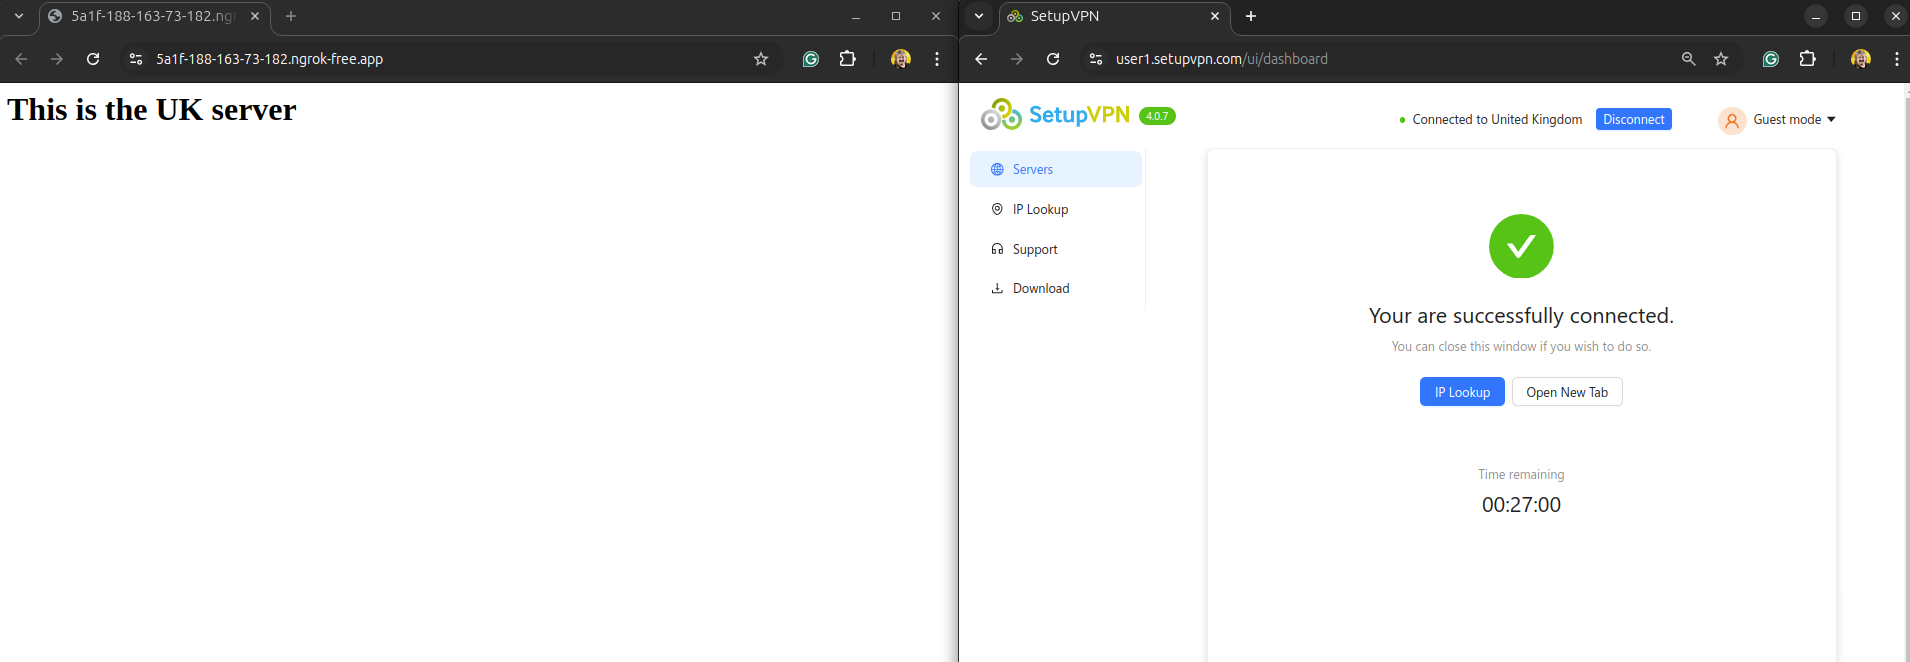 5a1f-188-163-73-182.ngro
5a1f-188-163-73-182.ngrok-free.app
This is the UK server
SetupVPN
user1.setupvpn.com/ui/dashboard
SetupVPN 4.0.7
Connected to United Kingdom Disconnect Guest mode
Servers
IP Lookup
Support
Download
Your are successfully connected.
You can close this window if you wish to do so.
IP Lookup Open New Tab
Time remaining
00:27:00